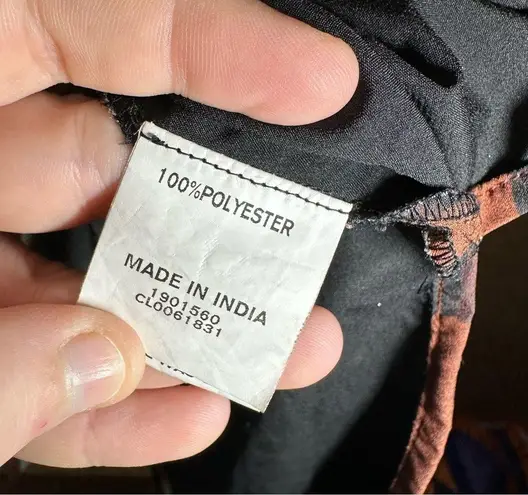 100%POLYESTER
MADE IN INDIA
1901560
CL0061831